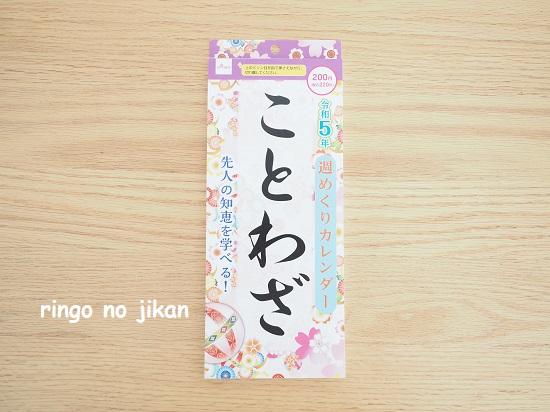 200円
税込220円
令和5年
週めくりカレンダー
ことわざ
先人の知恵を学べる!
ringo no jikan